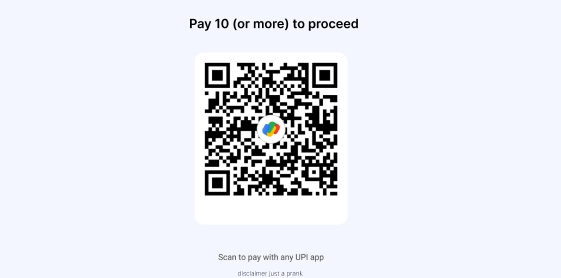 Pay 10 (or more) to proceed
Scan to pay with any UPI app
disclaimer just a prank